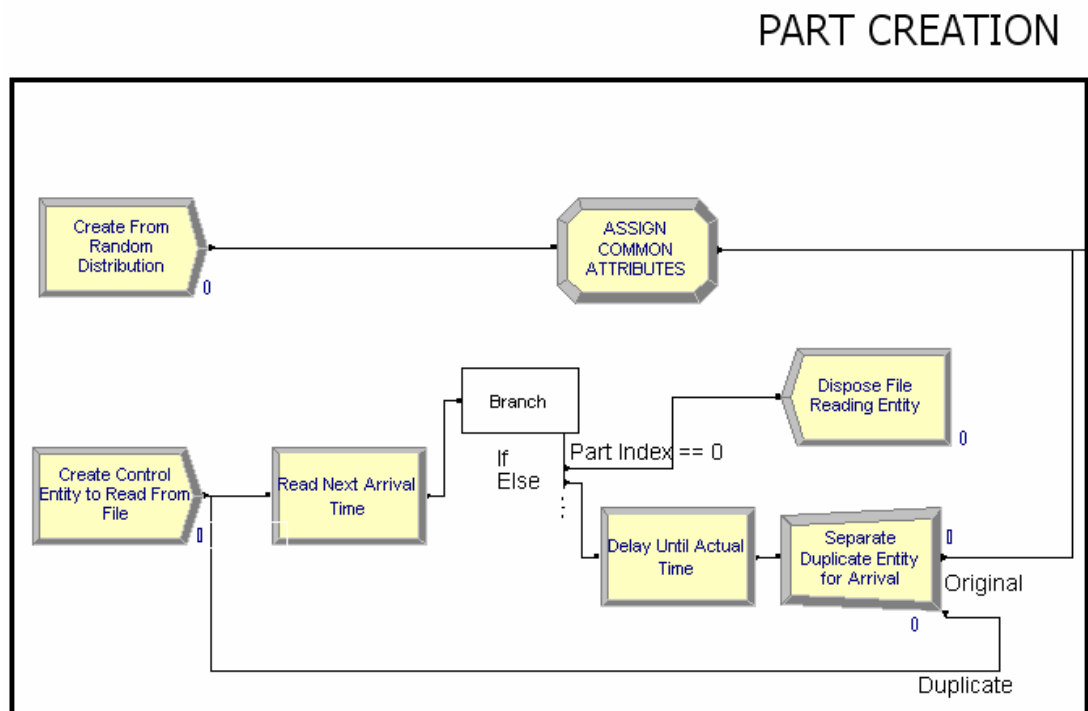 PART CREATION
Create From
Random
Distribution
0
ASSIGN
COMMON
ATTRIBUTES
Dispose File
Reading Entity
0
Branch
If
Else
Part Index == 0
Create Control
Entity to Read From
File
0
Read Next Arrival
Time
Delay Until Actual
Time
Separate
Duplicate Entity
for Arrival
0
Original
0
Duplicate